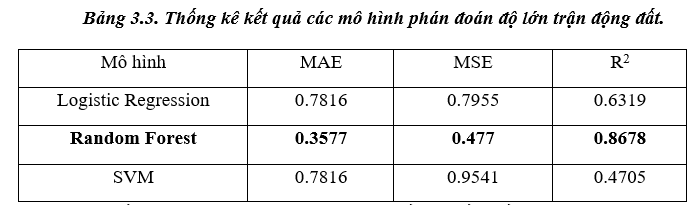 Bảng 3.3. Thống kê kết quả các mô hình phán đoán độ lớn trận động đất.
Mô hình MAE MSE R²
Logistic Regression 0.7816 0.7955 0.6319
Random Forest 0.3577 0.477 0.8678
SVM 0.7816 0.9541 0.4705